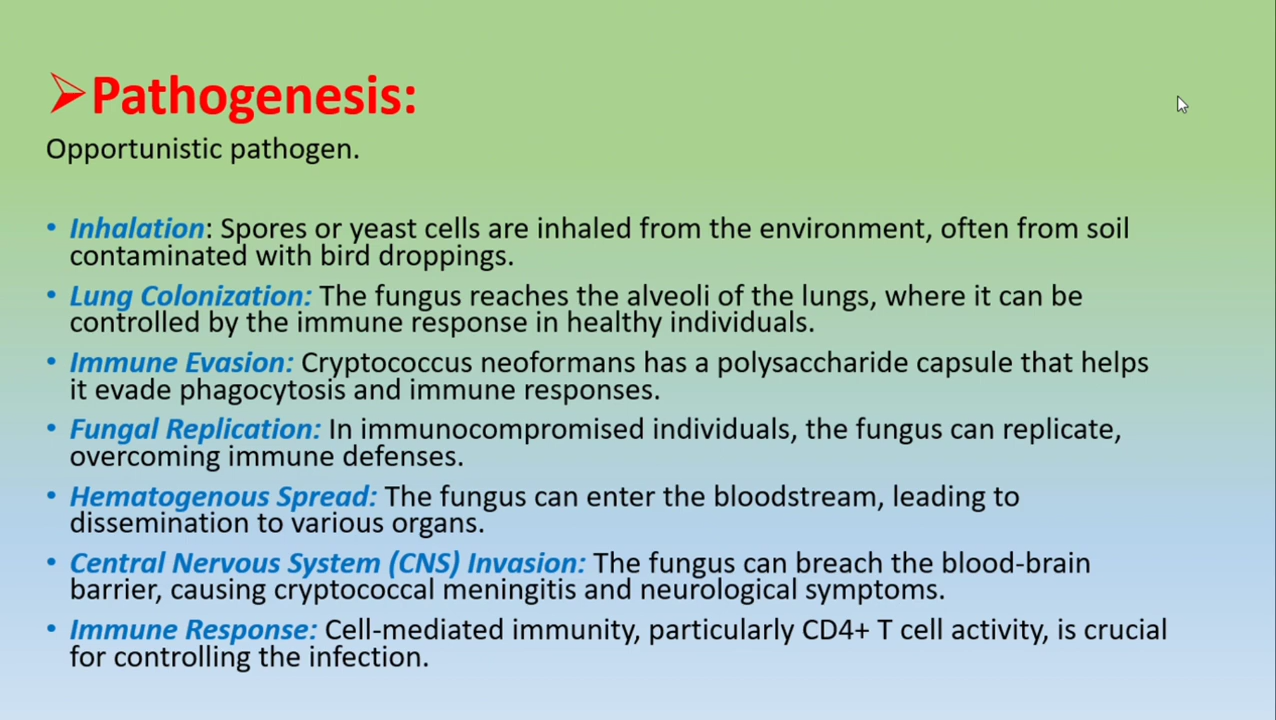 ➢Pathogenesis:
Opportunistic pathogen.
• Inhalation: Spores or yeast cells are inhaled from the environment, often from soil
contaminated with bird droppings.
• Lung Colonization: The fungus reaches the alveoli of the lungs, where it can be
controlled by the immune response in healthy individuals.
• Immune Evasion: Cryptococcus neoformans has a polysaccharide capsule that helps
it evade phagocytosis and immune responses.
• Fungal Replication: In immunocompromised individuals, the fungus can replicate,
overcoming immune defenses.
• Hematogenous Spread: The fungus can enter the bloodstream, leading to
dissemination to various organs.
• Central Nervous System (CNS) Invasion: The fungus can breach the blood-brain
barrier, causing cryptococcal meningitis and neurological symptoms.
• Immune Response: Cell-mediated immunity, particularly CD4+ T cell activity, is crucial
for controlling the infection.